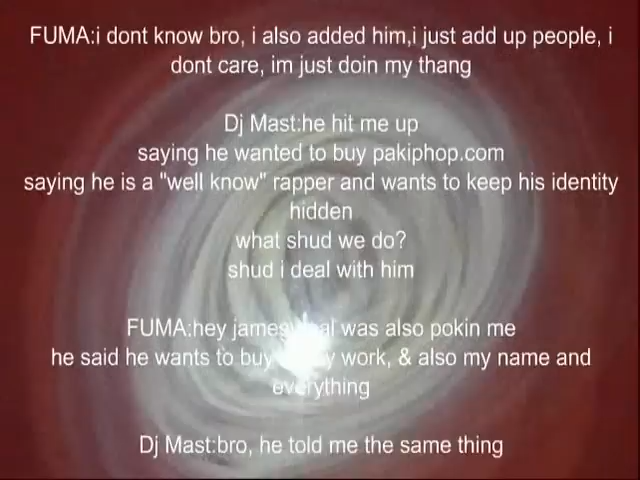 FUMA:i dont know bro, i also added him,i just add up people, i
dont care, im just doin my thang
Dj Mast:he hit me up
saying he wanted to buy pakiphop.com
saying he is a "well know" rapper and wants to keep his identity
hidden
what shud we do?
shud i deal with him
FUMA:hey was also pokin me
he said he wants to buy work, & also my name and
everything
Dj Mast:bro, he told me the same thing